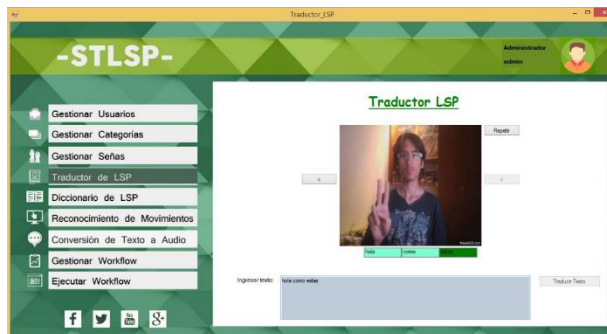 Traductor_LSP
-STLSP-
Administrador
admin
Traductor LSP
Gestionar Usuarios
Repetir
Gestionar Categorías
Gestionar Señas
Traductor de LSP
<
>
Diccionario de LSP
Reconocimiento de Movimientos
Conversión de Texto a Audio
hola
como
Gestionar Workflow
Ingresar texto:
hola como estas
Traducir Texto
Ejecutar Workflow
f
You Tube
g+